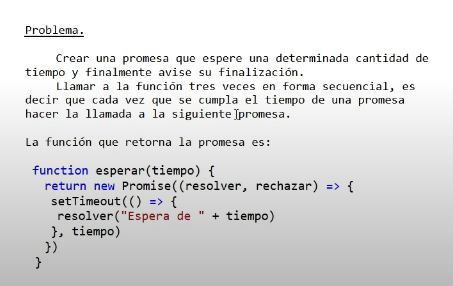 Problema.
Crear una promesa que espere una determinada cantidad de
tiempo y finalmente avise su finalización.
Llamar a la función tres veces en forma secuencial, es
decir que cada vez que se cumpla el tiempo de una promesa
hacer la llamada a la siguiente promesa.
La función que retorna la promesa es:
function esperar(tiempo) {
return new Promise((resolver, rechazar) => {
setTimeout(() => {
resolver("Espera de " + tiempo)
}, tiempo)
})
}